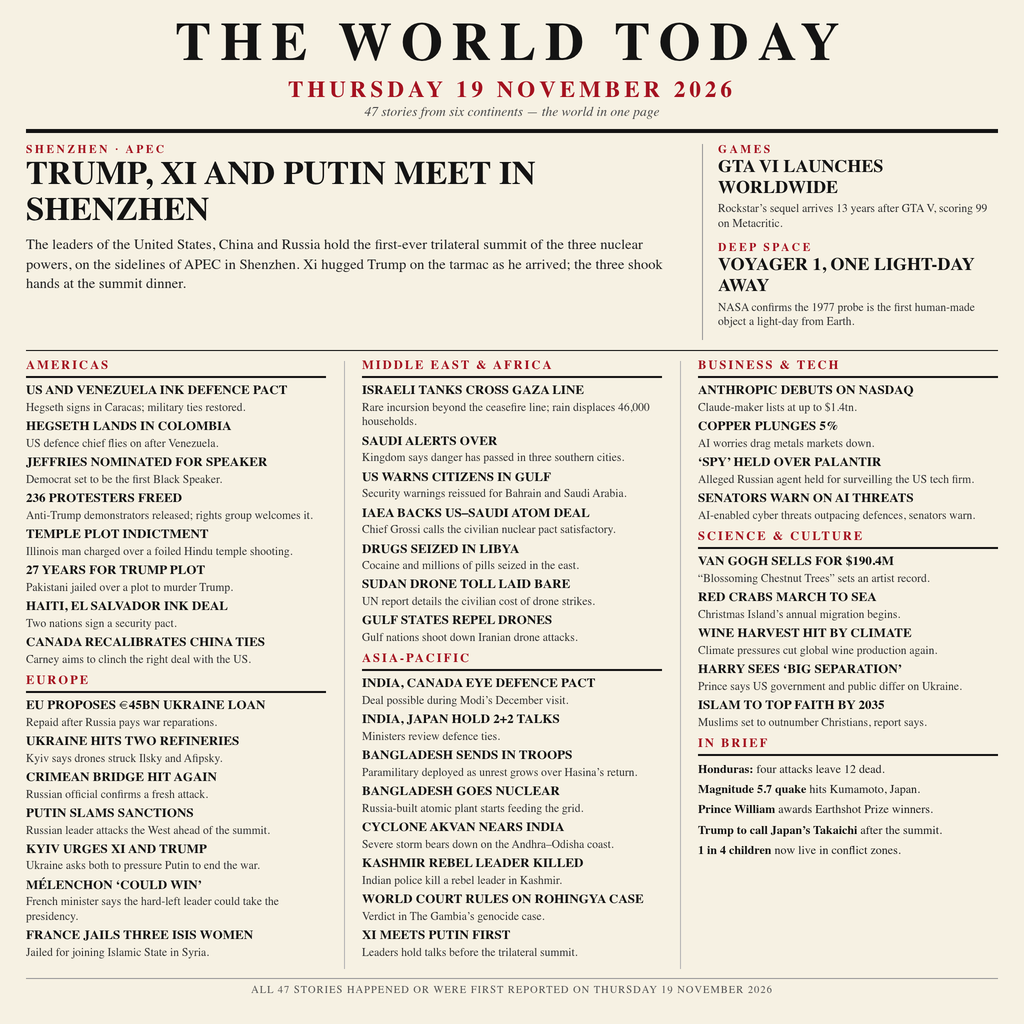 THE WORLD TODAY
THURSDAY 19 NOVEMBER 2026
47 stories from six continents — the world in one page
SHENZHEN · APEC
TRUMP, XI AND PUTIN MEET IN
SHENZHEN
The leaders of the United States, China and Russia hold the first-ever trilateral summit of the three nuclear
powers, on the sidelines of APEC in Shenzhen. Xi hugged Trump on the tarmac as he arrived; the three shook
hands at the summit dinner.
GAMES
GTA VI LAUNCHES
WORLDWIDE
Rockstar’s sequel arrives 13 years after GTA V, scoring 99
on Metacritic.
DEEP SPACE
VOYAGER 1, ONE LIGHT-DAY
AWAY
NASA confirms the 1977 probe is the first human-made
object a light-day from Earth.
AMERICAS
US AND VENEZUELA INK DEFENCE PACT
Hegseth signs in Caracas; military ties restored.
HEGSETH LANDS IN COLOMBIA
US defence chief flies on after Venezuela.
JEFFRIES NOMINATED FOR SPEAKER
Democrat set to be the first Black Speaker.
236 PROTESTERS FREED
Anti-Trump demonstrators released; rights group welcomes it.
TEMPLE PLOT INDICTMENT
Illinois man charged over a foiled Hindu temple shooting.
27 YEARS FOR TRUMP PLOT
Pakistani jailed over a plot to murder Trump.
HAITI, EL SALVADOR INK DEAL
Two nations sign a security pact.
CANADA RECALIBRATES CHINA TIES
Carney aims to clinch the right deal with the US.
EUROPE
EU PROPOSES €45BN UKRAINE LOAN
Repaid after Russia pays war reparations.
UKRAINE HITS TWO REFINERIES
Kyiv says drones struck Ilsky and Afipsky.
CRIMEAN BRIDGE HIT AGAIN
Russian official confirms a fresh attack.
PUTIN SLAMS SANCTIONS
Russian leader attacks the West ahead of the summit.
KYIV URGES XI AND TRUMP
Ukraine asks both to pressure Putin to end the war.
MÉLENCHON ‘COULD WIN’
French minister says the hard-left leader could take the
presidency.
FRANCE JAILS THREE ISIS WOMEN
Jailed for joining Islamic State in Syria.
MIDDLE EAST & AFRICA
ISRAELI TANKS CROSS GAZA LINE
Rare incursion beyond the ceasefire line; rain displaces 46,000
households.
SAUDI ALERTS OVER
Kingdom says danger has passed in three southern cities.
US WARNS CITIZENS IN GULF
Security warnings reissued for Bahrain and Saudi Arabia.
IAEA BACKS US–SAUDI ATOM DEAL
Chief Grossi calls the civilian nuclear pact satisfactory.
DRUGS SEIZED IN LIBYA
Cocaine and millions of pills seized in the east.
SUDAN DRONE TOLL LAID BARE
UN report details the civilian cost of drone strikes.
GULF STATES REPEL DRONES
Gulf nations shoot down Iranian drone attacks.
ASIA-PACIFIC
INDIA, CANADA EYE DEFENCE PACT
Deal possible during Modi’s December visit.
INDIA, JAPAN HOLD 2+2 TALKS
Ministers review defence ties.
BANGLADESH SENDS IN TROOPS
Paramilitary deployed as unrest grows over Hasina’s return.
BANGLADESH GOES NUCLEAR
Russia-built atomic plant starts feeding the grid.
CYCLONE AKVAN NEARS INDIA
Severe storm bears down on the Andhra–Odisha coast.
KASHMIR REBEL LEADER KILLED
Indian police kill a rebel leader in Kashmir.
WORLD COURT RULES ON ROHINGYA CASE
Verdict in The Gambia’s genocide case.
XI MEETS PUTIN FIRST
Leaders hold talks before the trilateral summit.
BUSINESS & TECH
ANTHROPIC DEBUTS ON NASDAQ
Claude-maker lists at up to $1.4tn.
COPPER PLUNGES 5%
AI worries drag metals markets down.
‘SPY’ HELD OVER PALANTIR
Alleged Russian agent held for surveilling the US tech firm.
SENATORS WARN ON AI THREATS
AI-enabled cyber threats outpacing defences, senators warn.
SCIENCE & CULTURE
VAN GOGH SELLS FOR $190.4M
“Blossoming Chestnut Trees” sets an artist record.
RED CRABS MARCH TO SEA
Christmas Island’s annual migration begins.
WINE HARVEST HIT BY CLIMATE
Climate pressures cut global wine production again.
HARRY SEES ‘BIG SEPARATION’
Prince says US government and public differ on Ukraine.
ISLAM TO TOP FAITH BY 2035
Muslims set to outnumber Christians, report says.
IN BRIEF
Honduras: four attacks leave 12 dead.
Magnitude 5.7 quake hits Kumamoto, Japan.
Prince William awards Earthshot Prize winners.
Trump to call Japan’s Takaichi after the summit.
1 in 4 children now live in conflict zones.
ALL 47 STORIES HAPPENED OR WERE FIRST REPORTED ON THURSDAY 19 NOVEMBER 2026